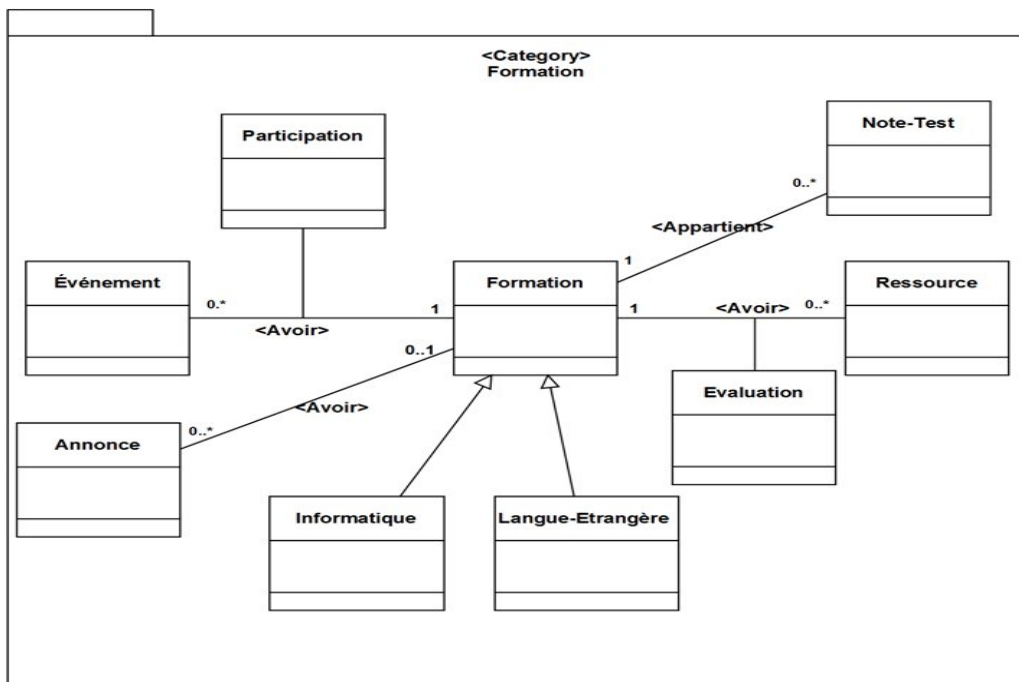 <Category>
Formation
Participation
Note-Test
0..*
<Appartient>
1
Événement
Formation
Ressource
0.*
1
<Avoir>
1
<Avoir>
0..*
0..1
Evaluation
<Avoir>
0..*
Annonce
Informatique
Langue-Etrangère